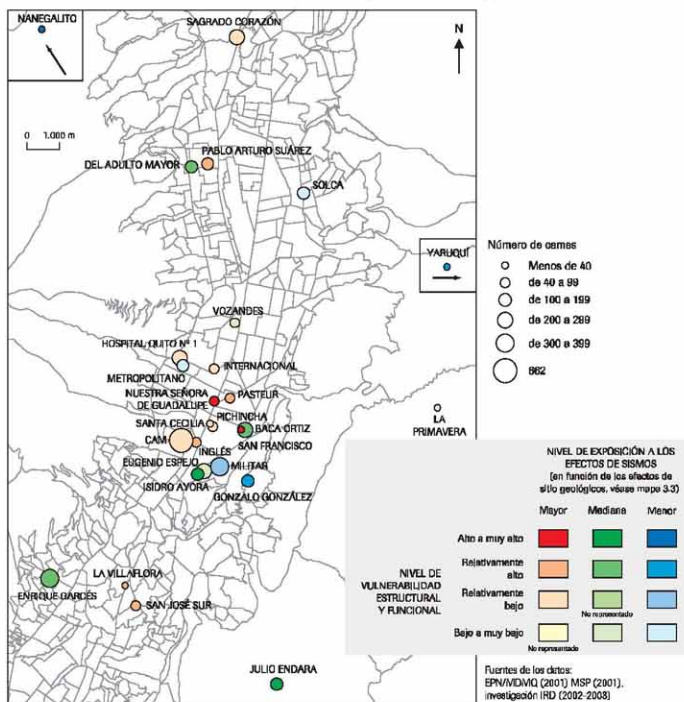 NANEGALITO
SAGRADO CORAZÓN
N
0 1.000 m
PABLO ARTURO SUÁREZ
DEL ADULTO MAYOR
SOLCA
YARUQUÍ
Número de camas
Menos de 40
de 40 a 99
de 100 a 199
de 200 a 299
de 300 a 399
662
VOZANDES
HOSPITAL QUITO Nº 1
INTERNACIONAL
METROPOLITANO
NUESTRA SEÑORA
DE GUADALUPE
PASTEUR
PICHINCHA
SANTA CECILIA
BACA ORTIZ
CAM
SAN FRANCISCO
INGLÉS
EUGENIO ESPEJO
MILITAR
ISIDRO AYORA
GONZALO GONZÁLEZ
LA
PRIMAVERA
LA VILLAFLORA
ENRIQUE GARCÉS
SAN JOSÉ SUR
JULIO ENDARA
NIVEL DE EXPOSICIÓN A LOS
EFECTOS DE SISMOS
(en función de los efectos de
sitio geológicos, véase mapa 3.3)
Mayor Mediana Menor
Alto a muy alto
Relativamente
alto
NIVEL DE
VULNERABILIDAD
ESTRUCTURAL
Y FUNCIONAL
Relativamente
bajo
No representado
Bajo a muy bajo
No representado
Fuentes de los datos:
EPN/MDMQ (2001) MSP (2001),
investigación IRD (2002-2008)